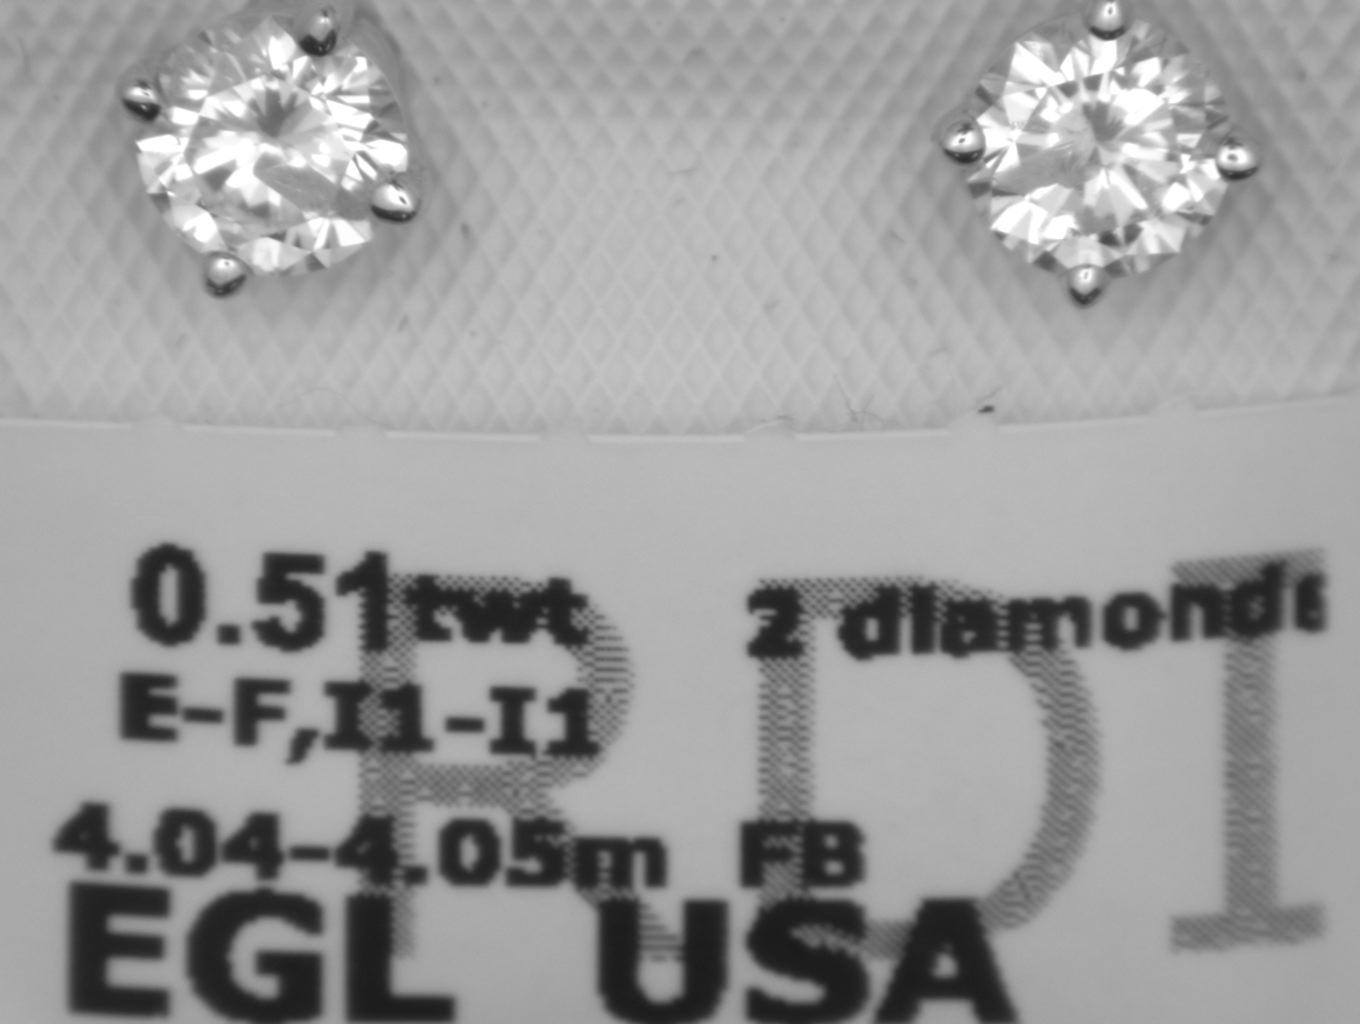 0.51twt 2 diamonds
E-F,I1-I1
4.04-4.05m FB
EGL USA
RDI